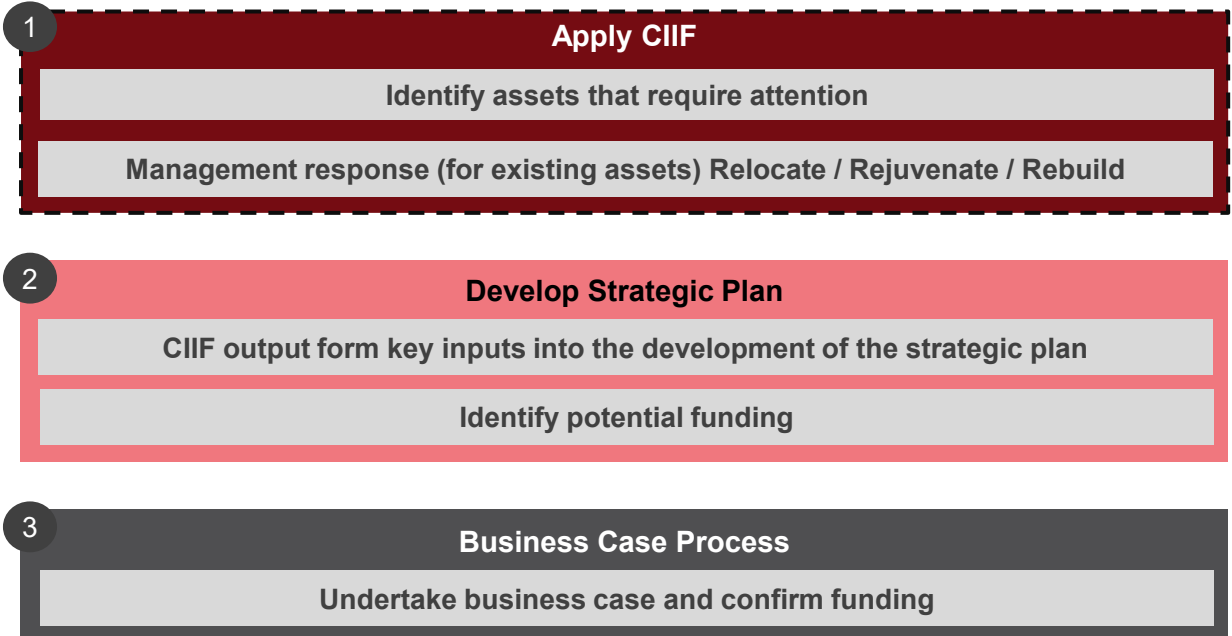 1
Apply CIIF
Identify assets that require attention
Management response (for existing assets) Relocate / Rejuvenate / Rebuild
2
Develop Strategic Plan
CIIF output form key inputs into the development of the strategic plan
Identify potential funding
3
Business Case Process
Undertake business case and confirm funding